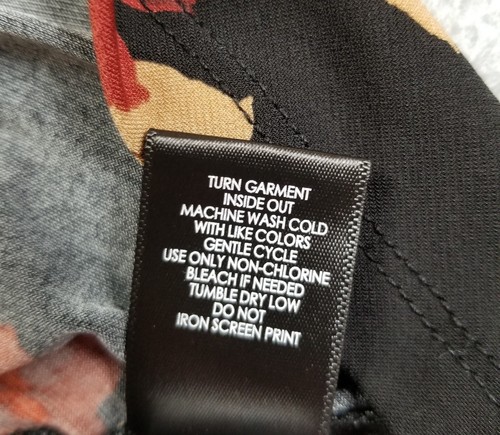 TURN GARMENT
INSIDE OUT
MACHINE WASH COLD
WITH LIKE COLORS
GENTLE CYCLE
USE ONLY NON-CHLORINE
BLEACH IF NEEDED
TUMBLE DRY LOW
DO NOT
IRON SCREEN PRINT